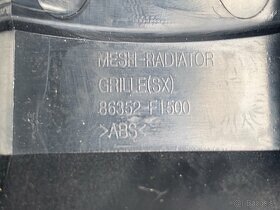 MESH-RADIATOR
GRILLE(SX)
86352-F1500
>ABS<